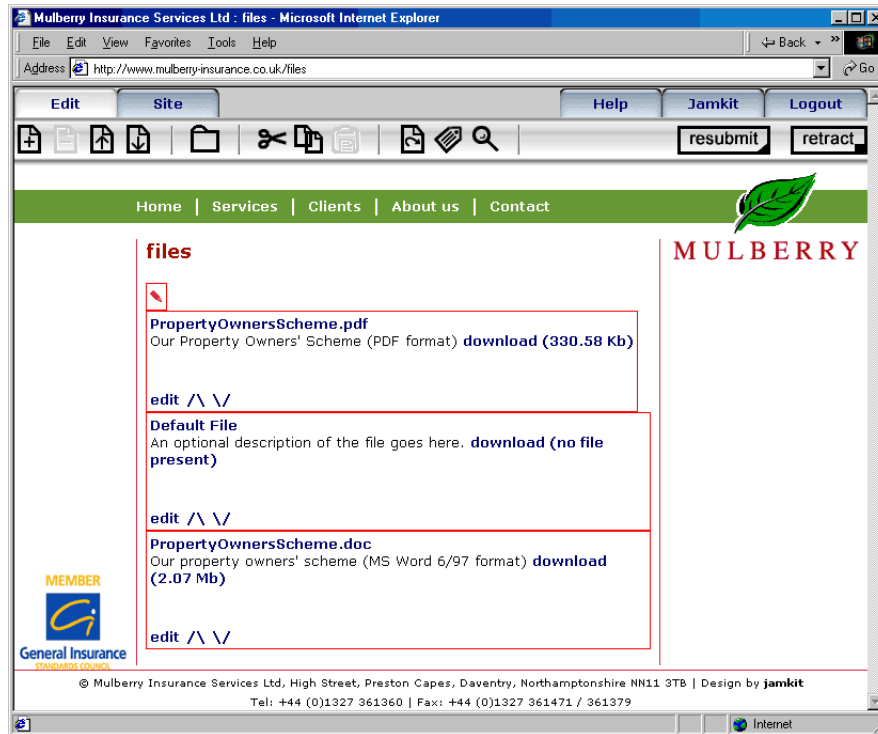 Mulberry Insurance Services Ltd : files - Microsoft Internet Explorer
File Edit View Favorites Tools Help Back »
Address http://www.mulberry-insurance.co.uk/files Go
Edit Site Help Jamkit Logout
resubmit retract
Home | Services | Clients | About us | Contact
MULBERRY
files
PropertyOwnersScheme.pdf
Our Property Owners' Scheme (PDF format) download (330.58 Kb)
edit /\ \/
Default File
An optional description of the file goes here. download (no file
present)
edit /\ \/
PropertyOwnersScheme.doc
Our property owners' scheme (MS Word 6/97 format) download
(2.07 Mb)
edit /\ \/
MEMBER
General Insurance
STANDARDS COUNCIL
© Mulberry Insurance Services Ltd, High Street, Preston Capes, Daventry, Northamptonshire NN11 3TB | Design by jamkit
Tel: +44 (0)1327 361360 | Fax: +44 (0)1327 361471 / 361379
Internet